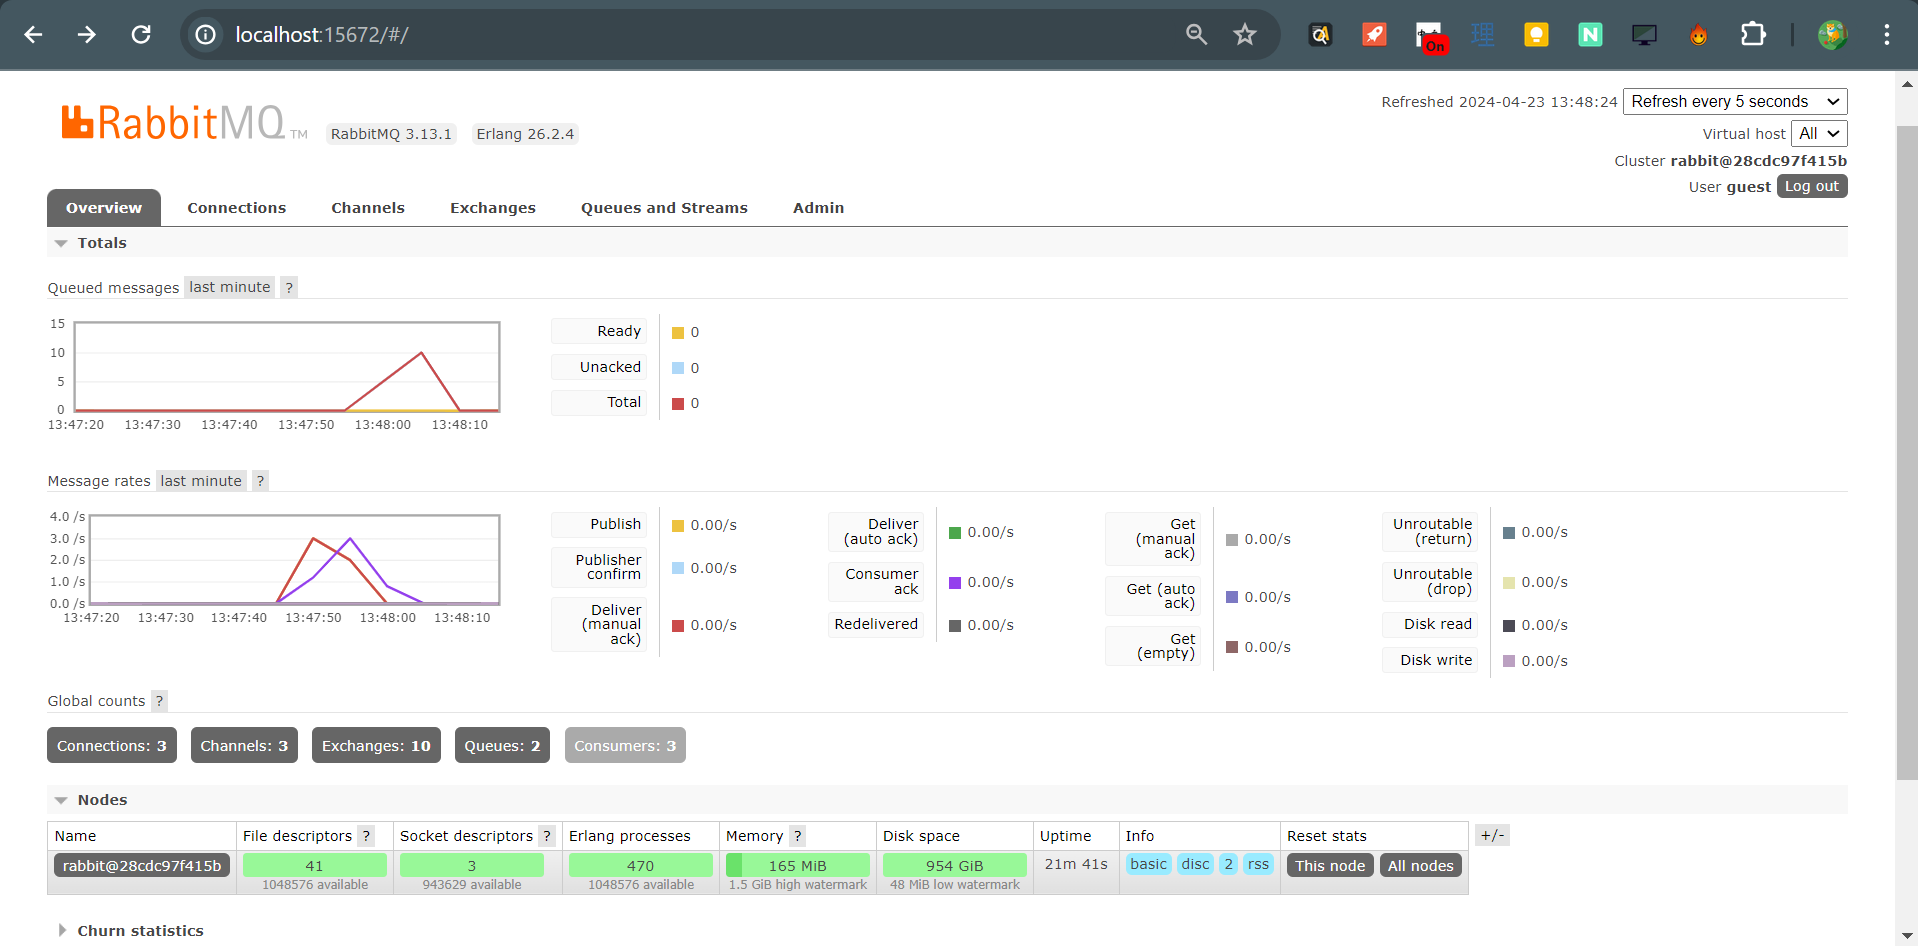 localhost:15672/#/
On
RabbitMQ TM
RabbitMQ 3.13.1
Erlang 26.2.4
Refreshed 2024-04-23 13:48:24
Refresh every 5 seconds
Virtual host
All
Cluster rabbit@28cdc97f415b
User guest
Log out
Overview
Connections
Channels
Exchanges
Queues and Streams
Admin
Totals
Queued messages last minute ?
15
10
5
0
13:47:20 13:47:30 13:47:40 13:47:50 13:48:00 13:48:10
Ready 0
Unacked 0
Total 0
Message rates last minute ?
4.0 /s
3.0 /s
2.0 /s
1.0 /s
0.0 /s
13:47:20 13:47:30 13:47:40 13:47:50 13:48:00 13:48:10
Publish 0.00/s
Publisher
confirm 0.00/s
Deliver
(manual
ack) 0.00/s
Deliver
(auto ack) 0.00/s
Consumer
ack 0.00/s
Redelivered 0.00/s
Get
(manual
ack) 0.00/s
Get (auto
ack) 0.00/s
Get
(empty) 0.00/s
Unroutable
(return) 0.00/s
Unroutable
(drop) 0.00/s
Disk read 0.00/s
Disk write 0.00/s
Global counts ?
Connections: 3
Channels: 3
Exchanges: 10
Queues: 2
Consumers: 3
Nodes
Name File descriptors ? Socket descriptors ? Erlang processes Memory ? Disk space Uptime Info Reset stats +/-
rabbit@28cdc97f415b 41 3 470 165 MiB 954 GiB 21m 41s basic disc 2 rss This node All nodes
1048576 available 943629 available 1048576 available 1.5 GiB high watermark 48 MiB low watermark
Churn statistics